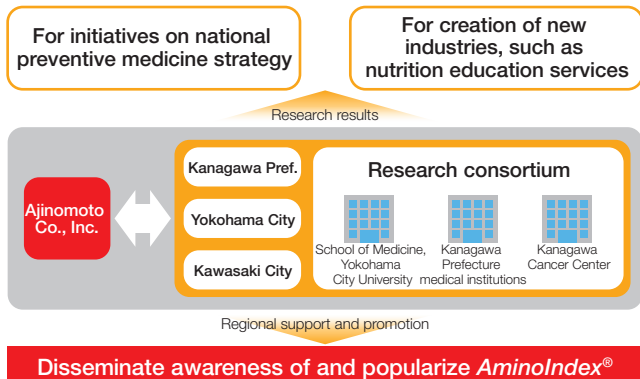 For initiatives on national
preventive medicine strategy
For creation of new
industries, such as
nutrition education services
Research results
Ajinomoto
Co., Inc.
Kanagawa Pref.
Yokohama City
Kawasaki City
Research consortium
School of Medicine,
Yokohama
City University
Kanagawa
Prefecture
medical institutions
Kanagawa
Cancer Center
Regional support and promotion
Disseminate awareness of and popularize AminoIndex®